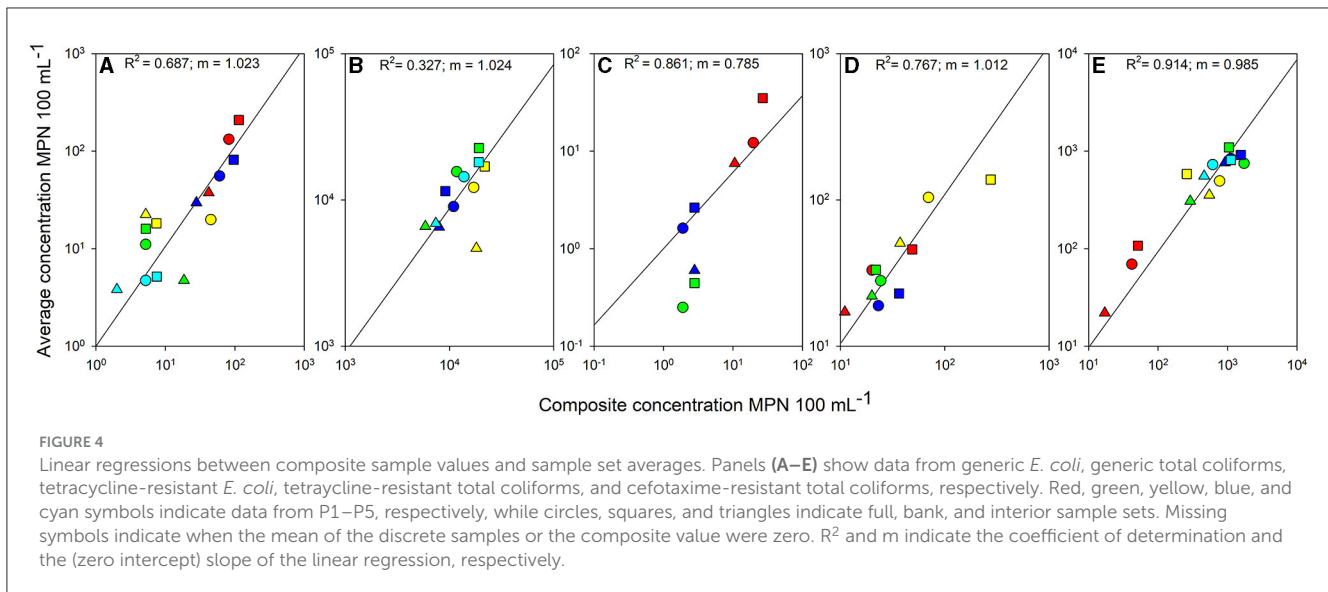 A R² = 0.687; m = 1.023
B R² = 0.327; m = 1.024
C R² = 0.861; m = 0.785
D R² = 0.767; m = 1.012
E R² = 0.914; m = 0.985
Average concentration MPN 100 mL⁻¹
10³
10²
10¹
10⁰
10⁰ 10¹ 10² 10³
10⁵
10⁴
10³
10⁴ 10⁵
10²
10¹
10⁰
10⁻¹
10⁻¹ 10⁰ 10¹ 10²
10³
10²
10¹
10¹ 10² 10³
10⁴
10³
10²
10¹
10¹ 10² 10³ 10⁴
Composite concentration MPN 100 mL⁻¹
FIGURE 4
Linear regressions between composite sample values and sample set averages. Panels (A–E) show data from generic E. coli, generic total coliforms,
tetracycline-resistant E. coli, tetraycline-resistant total coliforms, and cefotaxime-resistant total coliforms, respectively. Red, green, yellow, blue, and
cyan symbols indicate data from P1–P5, respectively, while circles, squares, and triangles indicate full, bank, and interior sample sets. Missing
symbols indicate when the mean of the discrete samples or the composite value were zero. R² and m indicate the coefficient of determination and
the (zero intercept) slope of the linear regression, respectively.